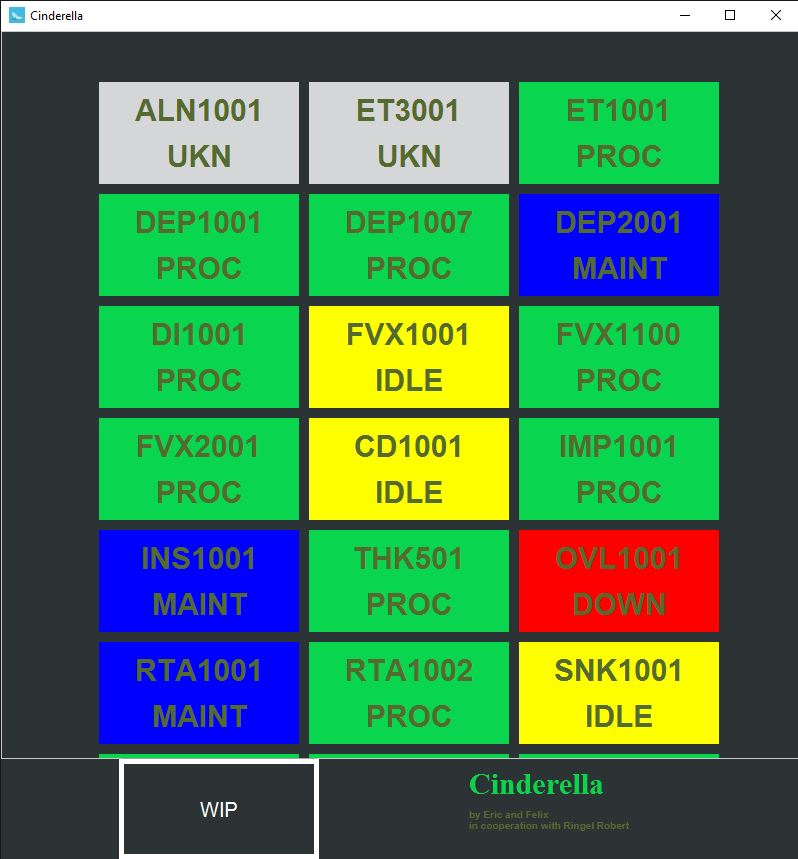 Cinderella
ALN1001
UKN
ET3001
UKN
ET1001
PROC
DEP1001
PROC
DEP1007
PROC
DEP2001
MAINT
DI1001
PROC
FVX1001
IDLE
FVX1100
PROC
FVX2001
PROC
CD1001
IDLE
IMP1001
PROC
INS1001
MAINT
THK501
PROC
OVL1001
DOWN
RTA1001
MAINT
RTA1002
PROC
SNK1001
IDLE
WIP
Cinderella
by Eric and Felix
in cooperation with Ringel Robert